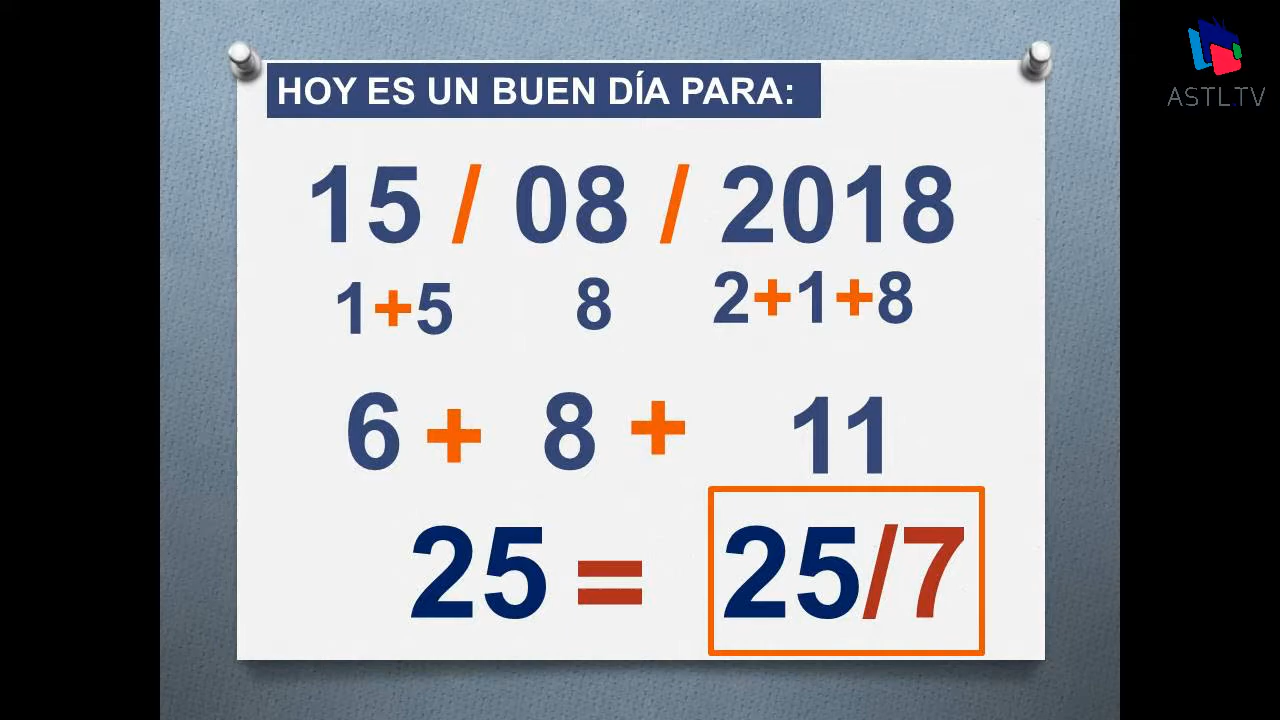 ASTL.TV
HOY ES UN BUEN DÍA PARA:
15 / 08 / 2018
1+5 8 2+1+8
6 + 8 + 11
25 = 25/7